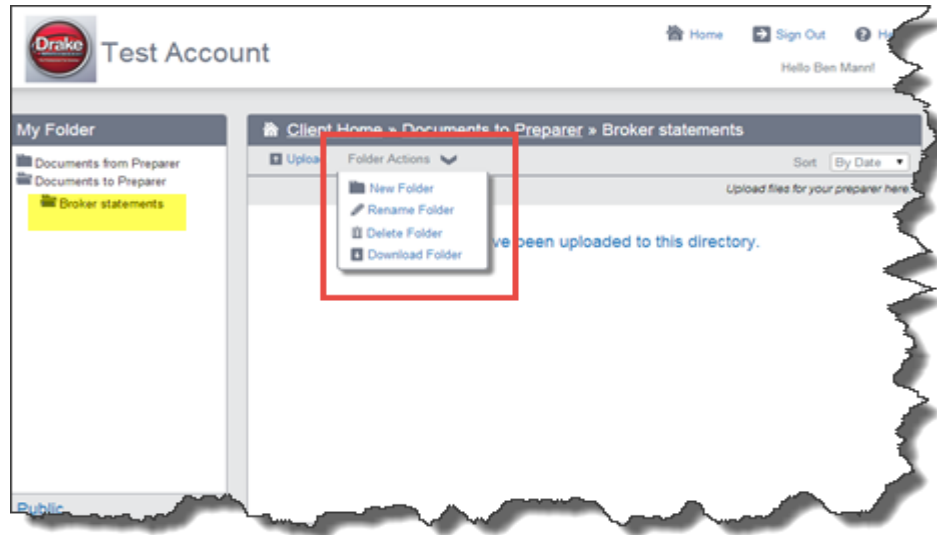 Drake
Test Account
Home
Sign Out
Hello Ben Mann!
My Folder
Client Home » Documents to Preparer » Broker statements
Documents from Preparer
Documents to Preparer
Broker statements
Folder Actions
Sort By Date
Upload files for your preparer here.
New Folder
Rename Folder
Delete Folder
Download Folder
been uploaded to this directory.
Public